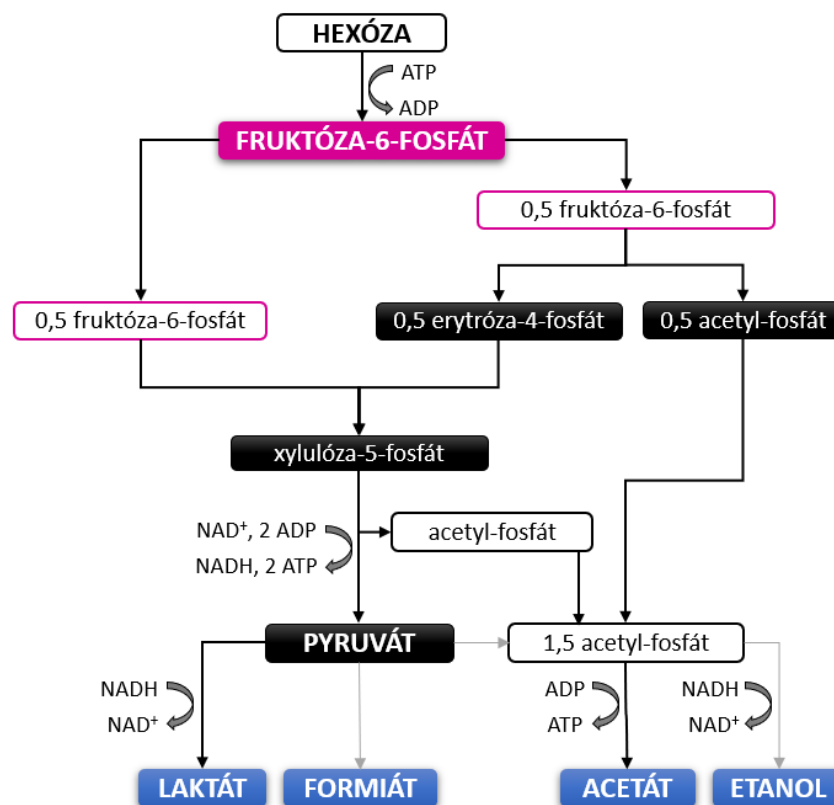 HEXÓZA
ATP
ADP
FRUKTÓZA-6-FOSFÁT
0,5 fruktóza-6-fosfát
0,5 fruktóza-6-fosfát
0,5 erytróza-4-fosfát
0,5 acetyl-fosfát
xylulóza-5-fosfát
NAD⁺, 2 ADP
NADH, 2 ATP
acetyl-fosfát
PYRUVÁT
1,5 acetyl-fosfát
NADH
NAD⁺
ADP
ATP
NADH
NAD⁺
LAKTÁT
FORMIÁT
ACETÁT
ETANOL